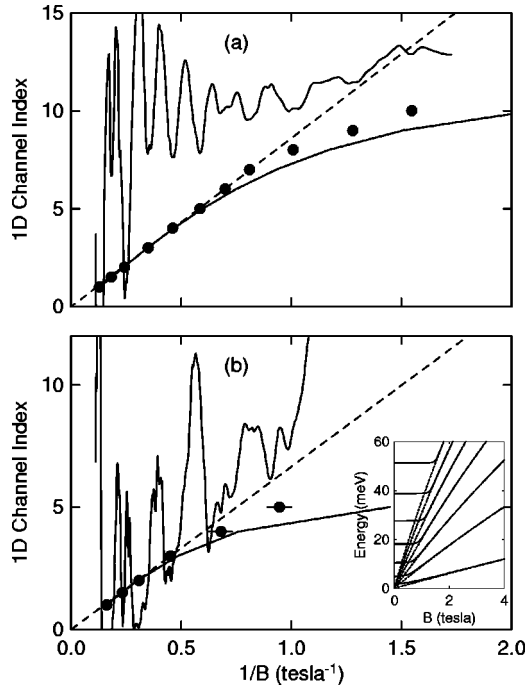 15
(a)
10
1D Channel Index
5
0
(b)
10
1D Channel Index
5
0
60
40
Energy (meV)
20
0
0 2 4
B (tesla)
0.0 0.5 1.0 1.5 2.0
1/B (tesla⁻¹)